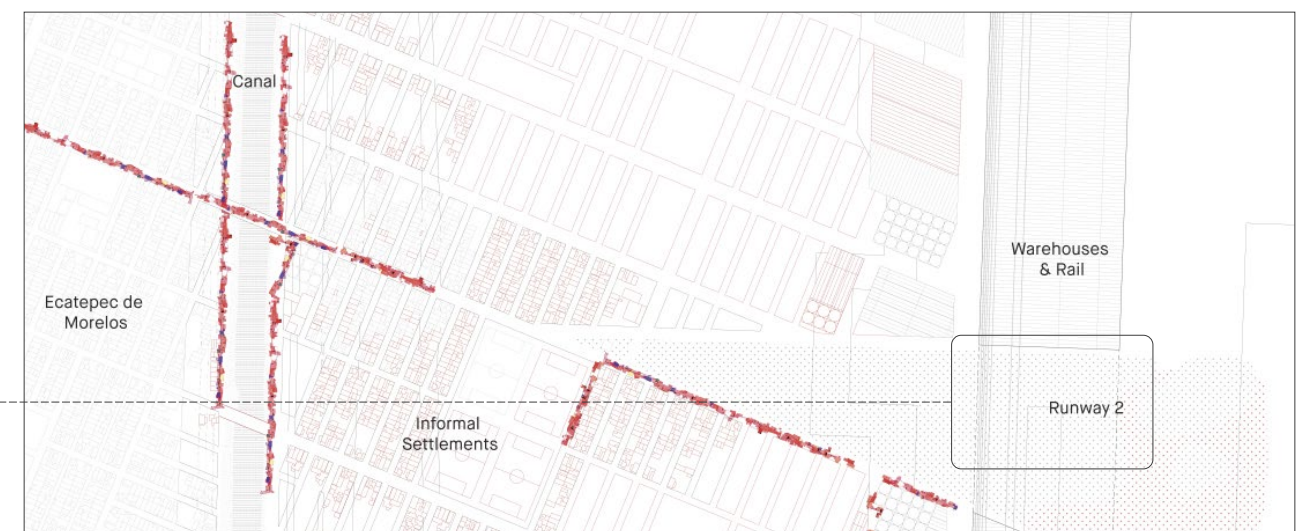 Canal
Warehouses
& Rail
Ecatepec de
Morelos
Runway 2
Informal
Settlements